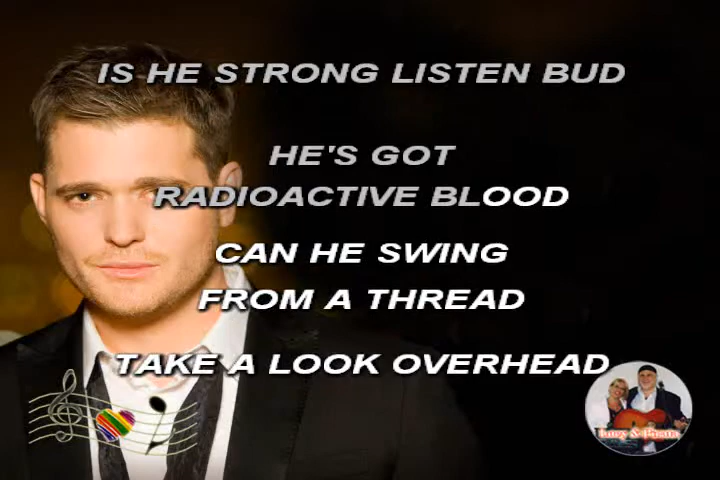 IS HE STRONG LISTEN BUD
HE'S GOT
RADIOACTIVE BLOOD
CAN HE SWING
FROM A THREAD
TAKE A LOOK OVERHEAD